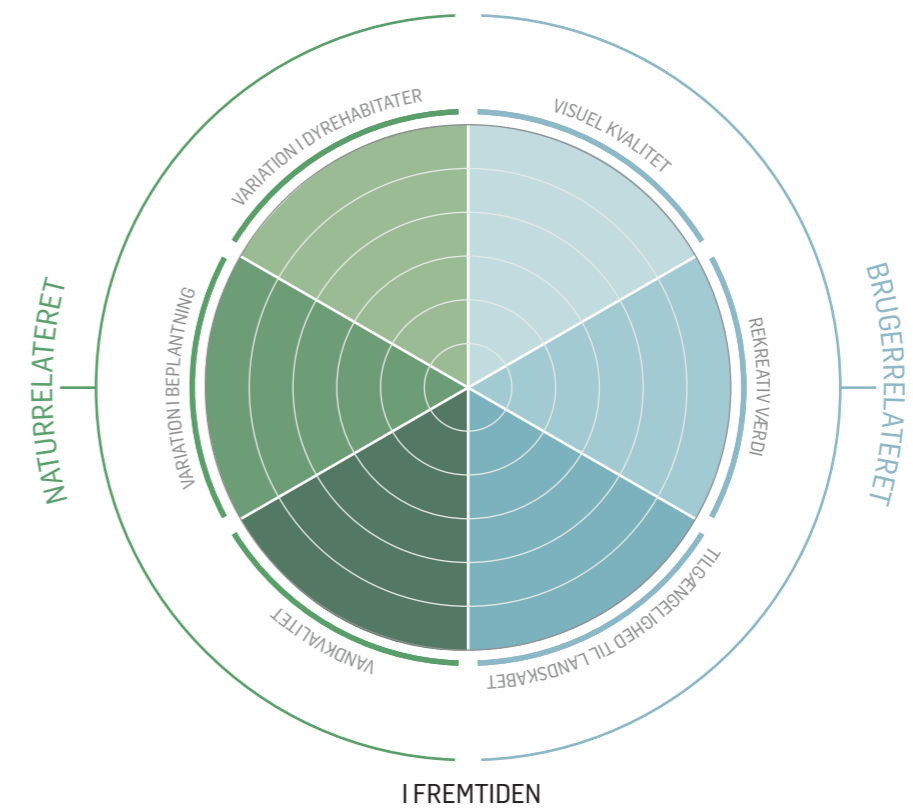 VARIATION I DYREHABITATER
VISUEL KVALITET
NATURRELATERET
VARIATION I BEPLANTNING
REKREATIV VÆRDI
BRUGERRELATERET
VANDKVALITET
TILGÆNGELIGHED TIL LANDSKABET
I FREMTIDEN